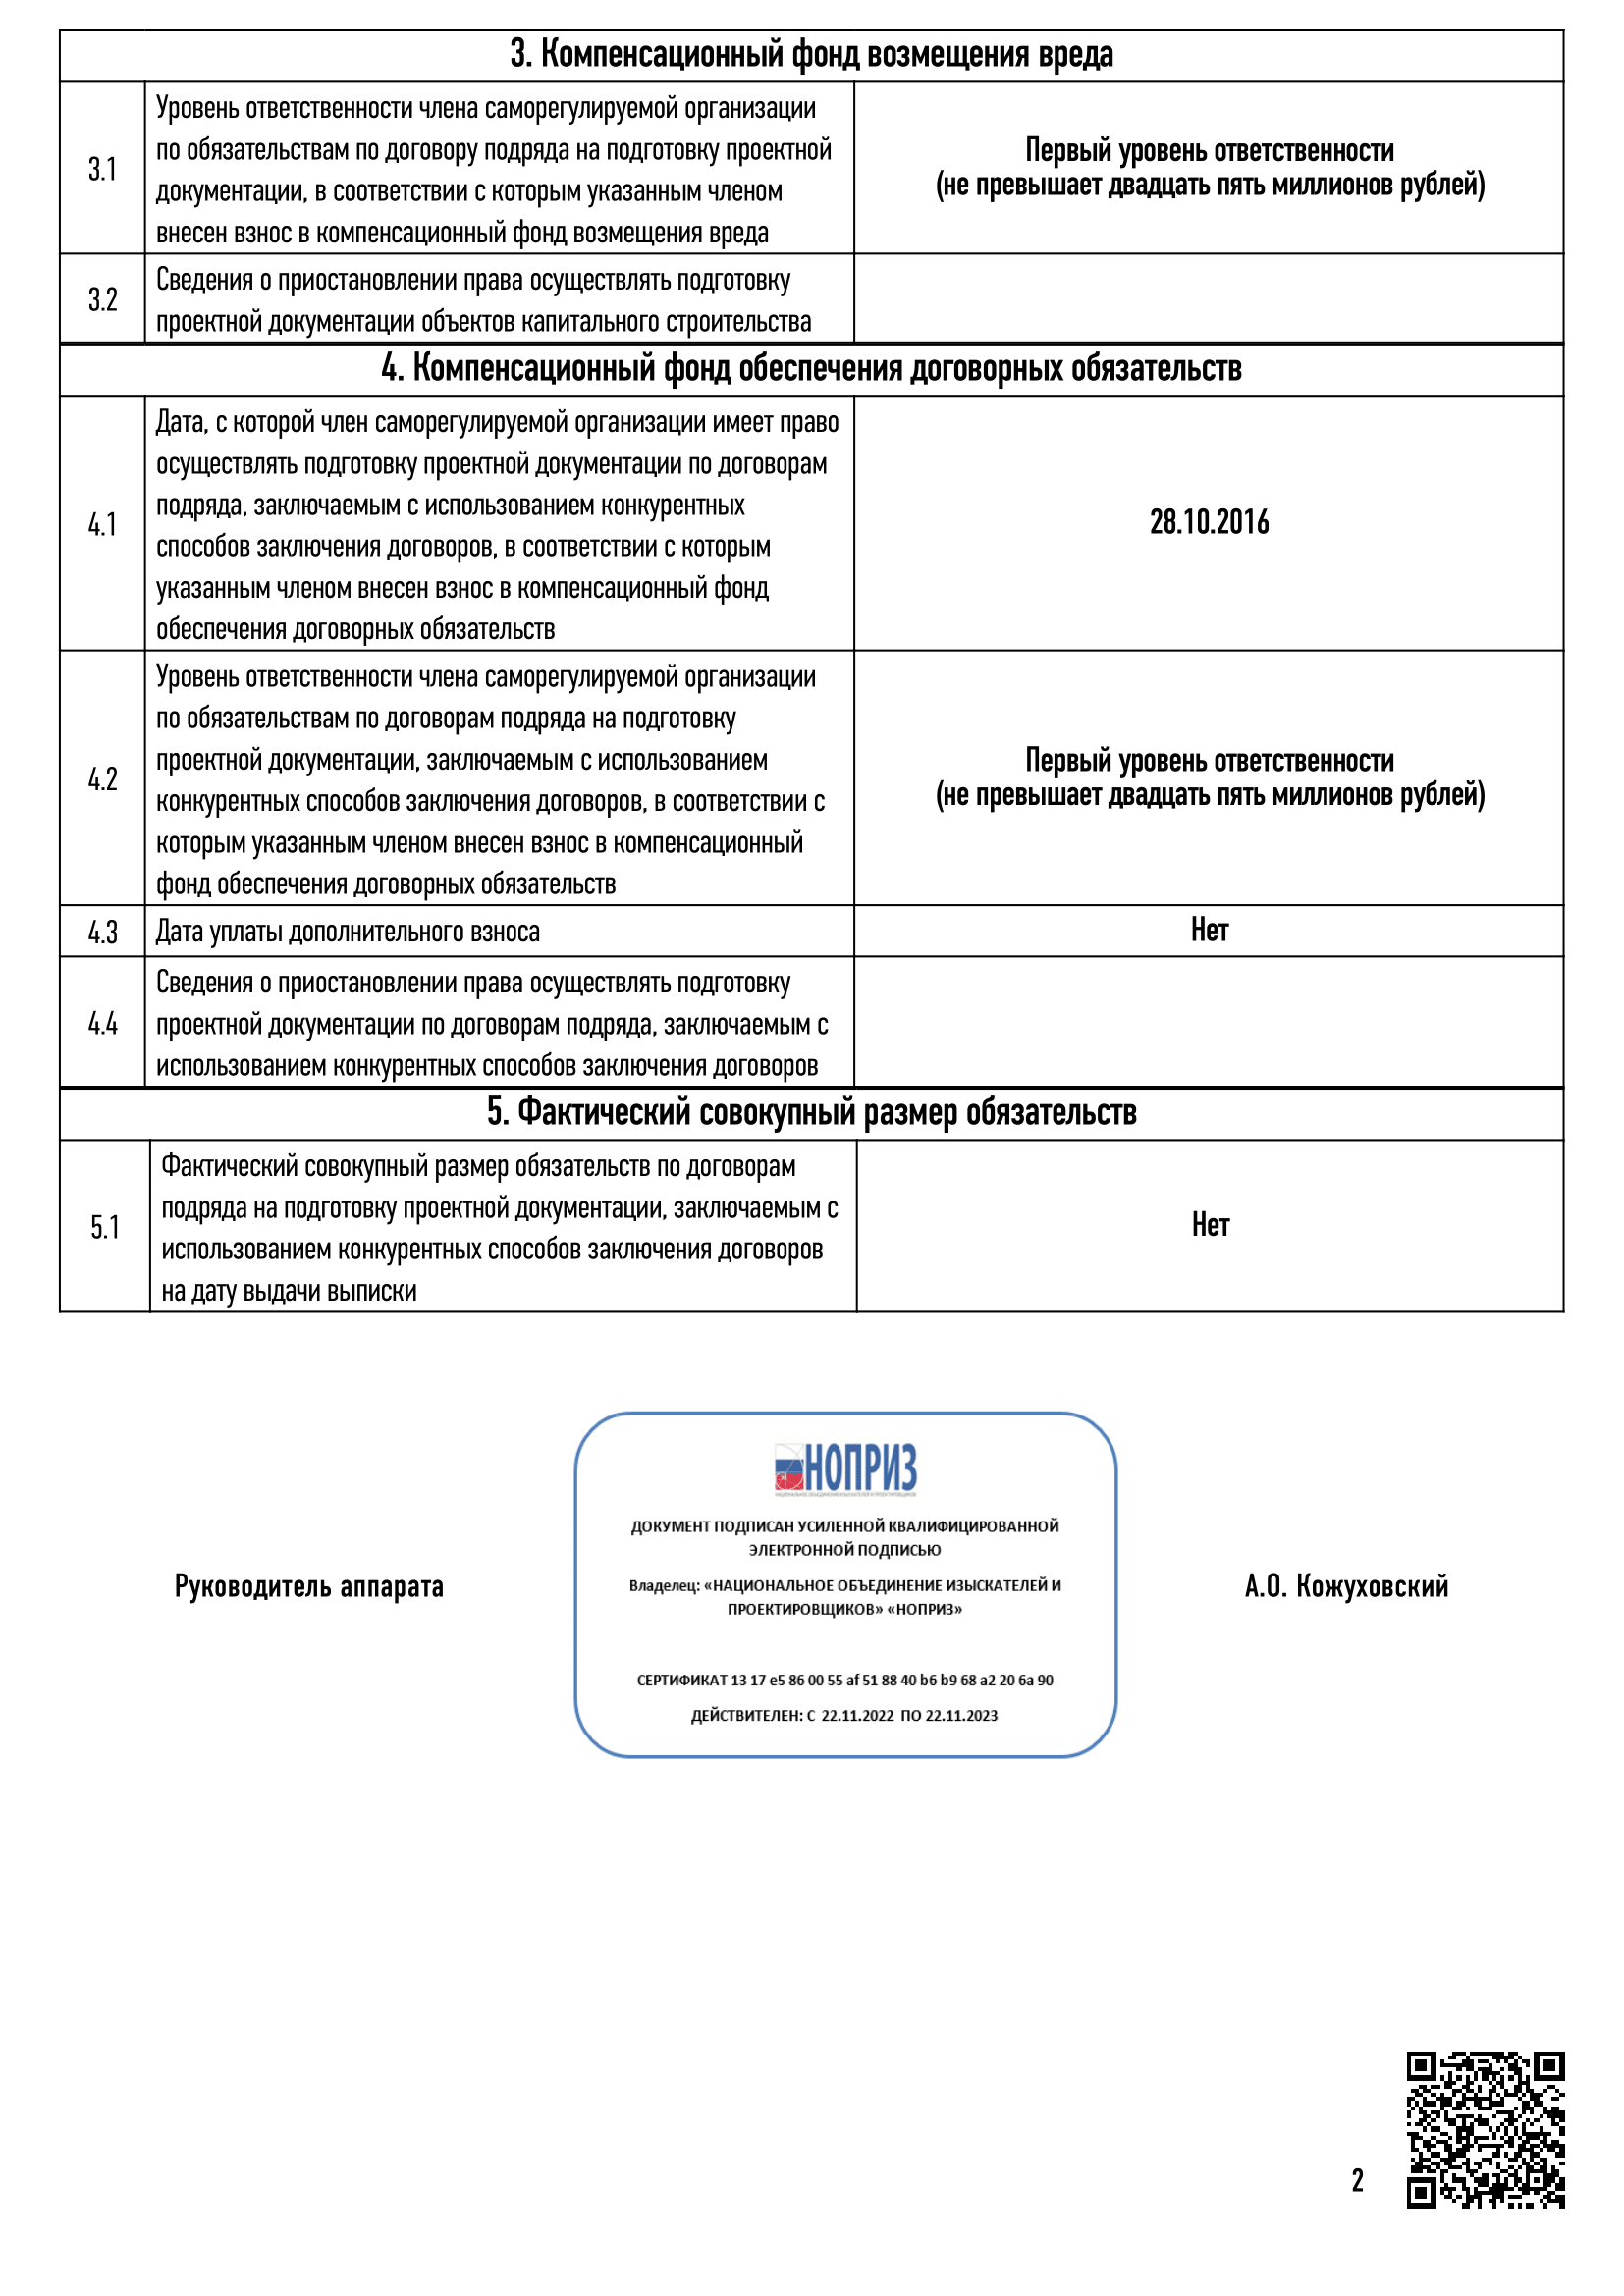 3. Компенсационный фонд возмещения вреда
3.1
Уровень ответственности члена саморегулируемой организации
по обязательствам по договору подряда на подготовку проектной
документации, в соответствии с которым указанным членом
внесен взнос в компенсационный фонд возмещения вреда
Первый уровень ответственности
(не превышает двадцать пять миллионов рублей)
3.2
Сведения о приостановлении права осуществлять подготовку
проектной документации объектов капитального строительства
4. Компенсационный фонд обеспечения договорных обязательств
4.1
Дата, с которой член саморегулируемой организации имеет право
осуществлять подготовку проектной документации по договорам
подряда, заключаемым с использованием конкурентных
способов заключения договоров, в соответствии с которым
указанным членом внесен взнос в компенсационный фонд
обеспечения договорных обязательств
28.10.2016
4.2
Уровень ответственности члена саморегулируемой организации
по обязательствам по договорам подряда на подготовку
проектной документации, заключаемым с использованием
конкурентных способов заключения договоров, в соответствии с
которым указанным членом внесен взнос в компенсационный
фонд обеспечения договорных обязательств
Первый уровень ответственности
(не превышает двадцать пять миллионов рублей)
4.3
Дата уплаты дополнительного взноса
Нет
4.4
Сведения о приостановлении права осуществлять подготовку
проектной документации по договорам подряда, заключаемым с
использованием конкурентных способов заключения договоров
5. Фактический совокупный размер обязательств
5.1
Фактический совокупный размер обязательств по договорам
подряда на подготовку проектной документации, заключаемым с
использованием конкурентных способов заключения договоров
на дату выдачи выписки
Нет
Руководитель аппарата
НОПРИЗ
НАЦИОНАЛЬНОЕ ОБЪЕДИНЕНИЕ ИЗЫСКАТЕЛЕЙ И ПРОЕКТИРОВЩИКОВ
ДОКУМЕНТ ПОДПИСАН УСИЛЕННОЙ КВАЛИФИЦИРОВАННОЙ
ЭЛЕКТРОННОЙ ПОДПИСЬЮ
Владелец: «НАЦИОНАЛЬНОЕ ОБЪЕДИНЕНИЕ ИЗЫСКАТЕЛЕЙ И
ПРОЕКТИРОВЩИКОВ» «НОПРИЗ»
СЕРТИФИКАТ 13 17 e5 86 00 55 af 51 88 40 b6 b9 68 a2 20 6a 90
ДЕЙСТВИТЕЛЕН: С 22.11.2022 ПО 22.11.2023
А.О. Кожуховский
2